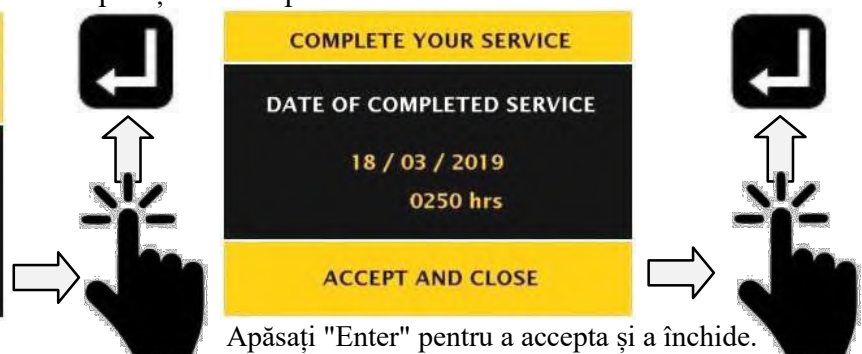 COMPLETE YOUR SERVICE
DATE OF COMPLETED SERVICE
18 / 03 / 2019
0250 hrs
ACCEPT AND CLOSE
Apăsați "Enter" pentru a accepta și a închide.